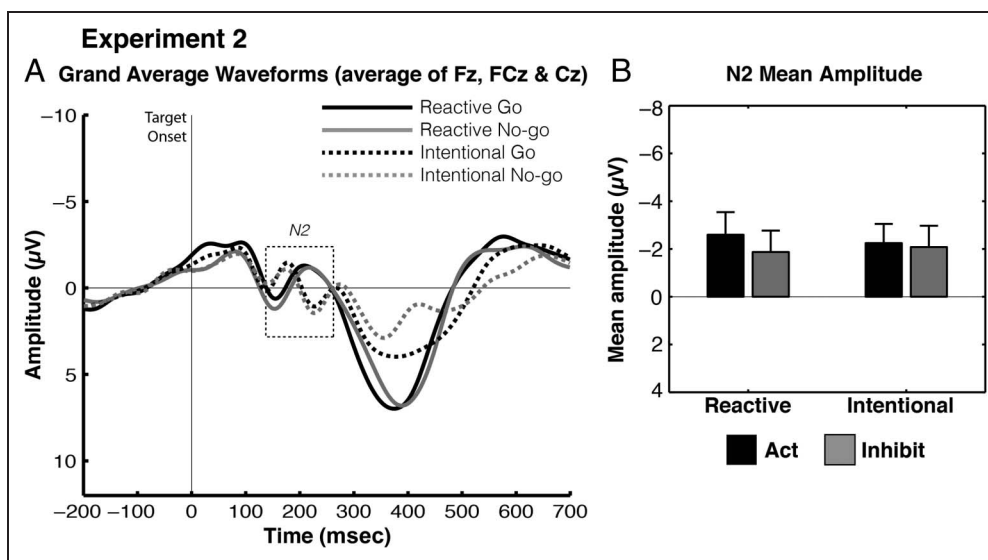 Experiment 2
A Grand Average Waveforms (average of Fz, FCz & Cz)
Target
Onset
Reactive Go
Reactive No-go
Intentional Go
Intentional No-go
N2
−10
−5
0
5
10
Amplitude (µV)
−200 −100 0 100 200 300 400 500 600 700
Time (msec)
B N2 Mean Amplitude
−8
−6
−4
−2
0
2
4
Mean amplitude (µV)
Reactive Intentional
Act Inhibit